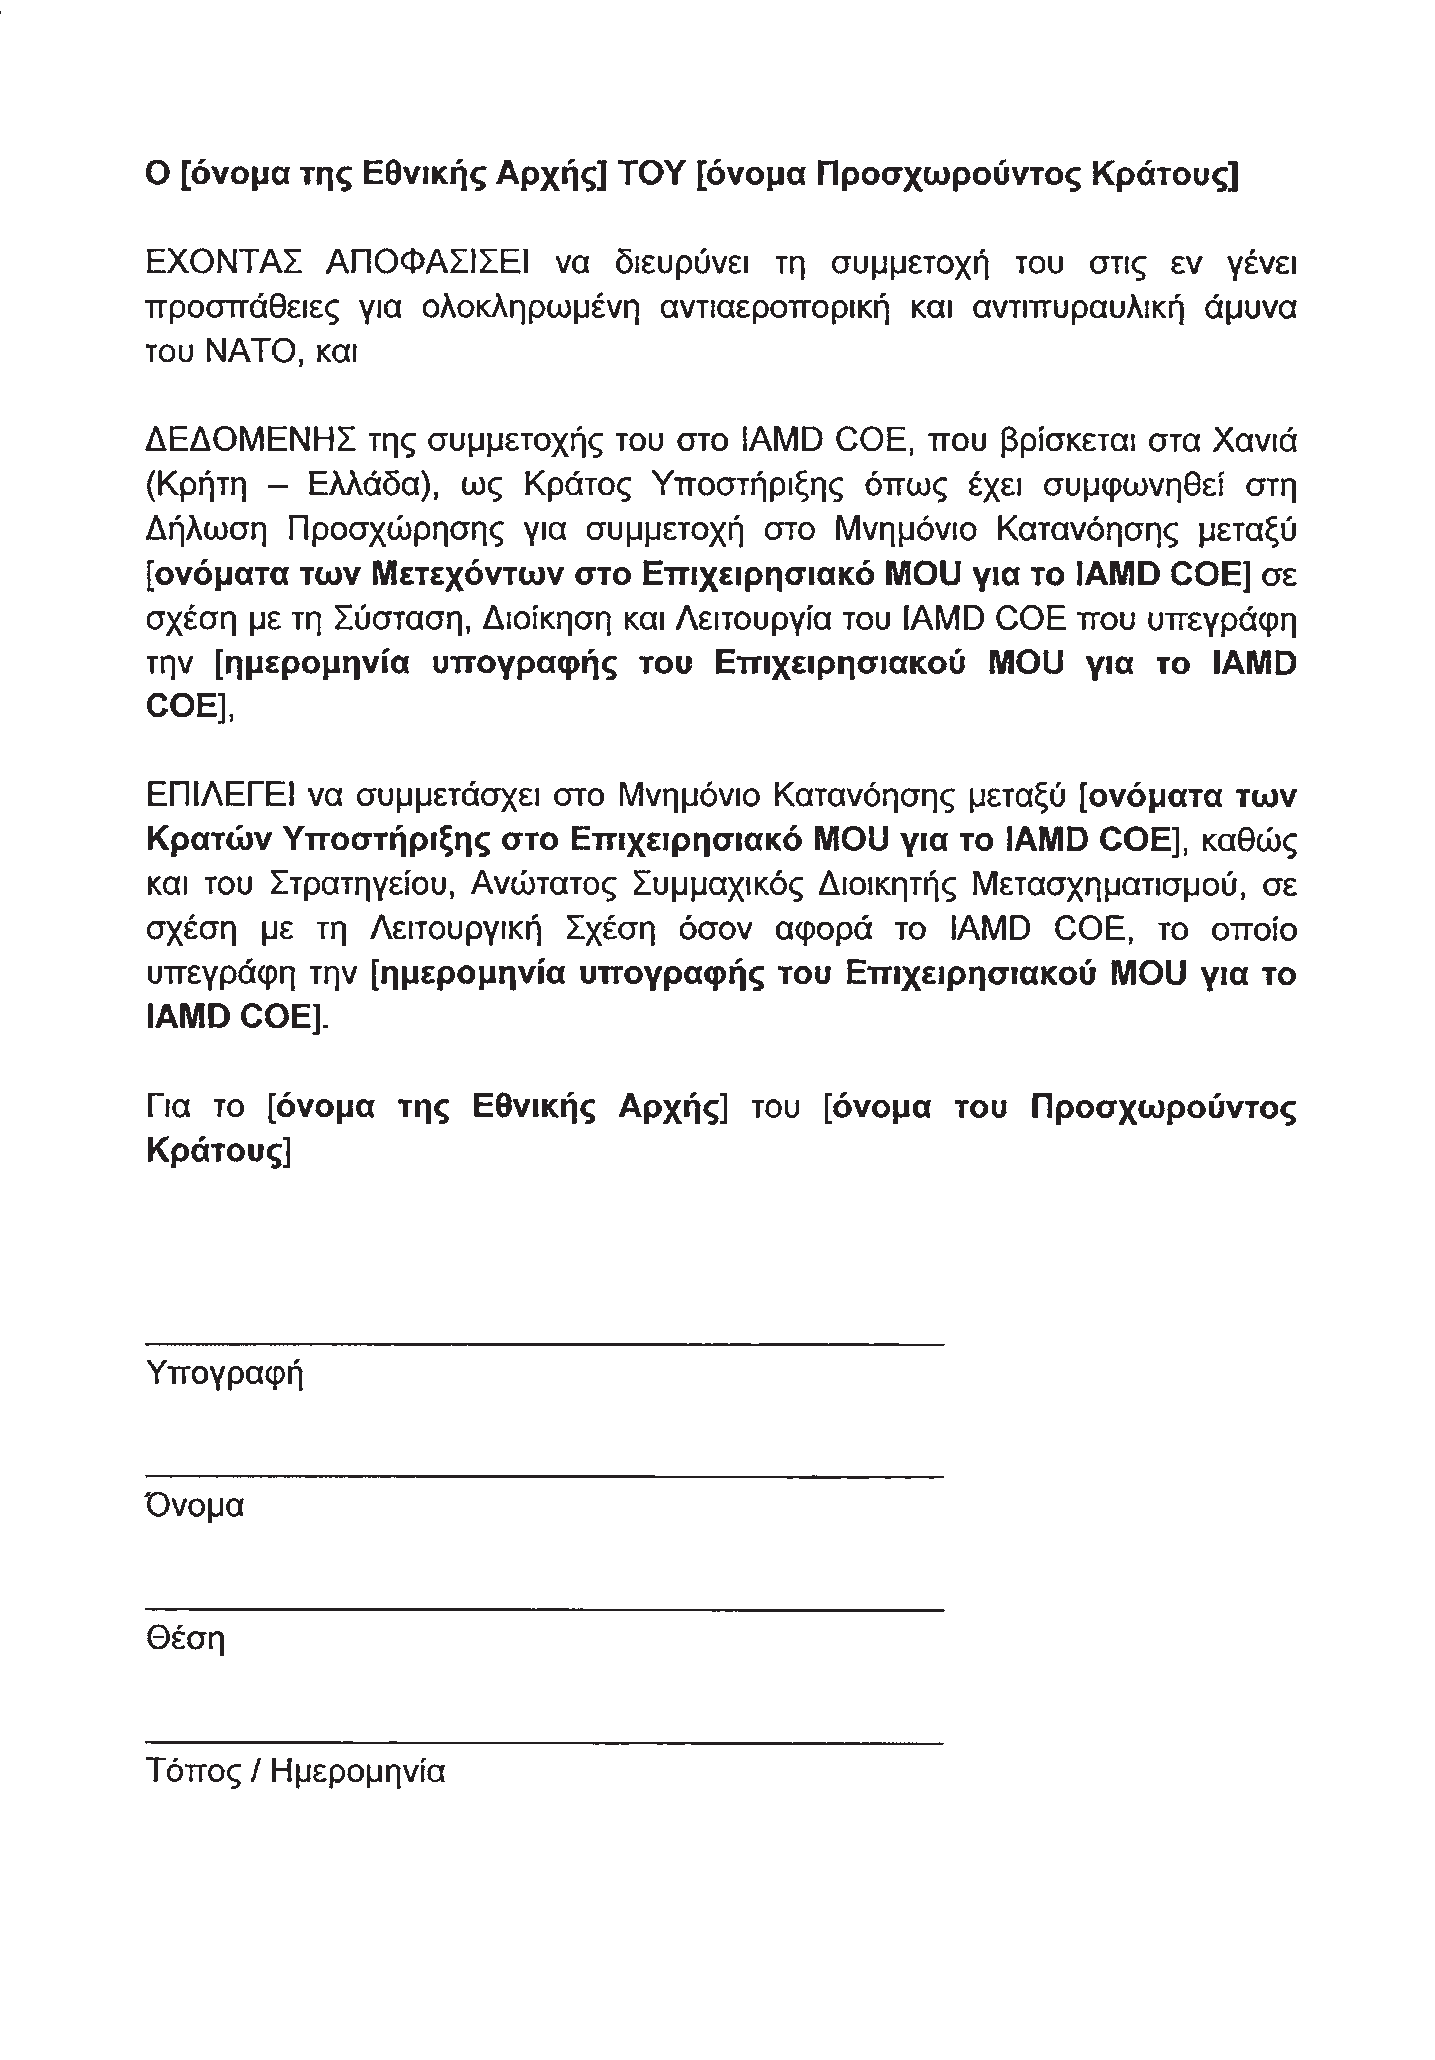 Ο [όνομα της Εθνικής Αρχής] ΤΟΥ [όνομα Προσχωρούντος Κράτους]
ΕΧΟΝΤΑΣ ΑΠΟΦΑΣΙΣΕΙ να διευρύνει τη συμμετοχή του στις εν γένει
προσπάθειες για ολοκληρωμένη αντιαεροπορική και αντιπυραυλική άμυνα
του ΝΑΤΟ, και
ΔΕΔΟΜΕΝΗΣ της συμμετοχής του στο IAMD COE, που βρίσκεται στα Χανιά
(Κρήτη – Ελλάδα), ως Κράτος Υποστήριξης όπως έχει συμφωνηθεί στη
Δήλωση Προσχώρησης για συμμετοχή στο Μνημόνιο Κατανόησης μεταξύ
[ονόματα των Μετεχόντων στο Επιχειρησιακό MOU για το IAMD COE] σε
σχέση με τη Σύσταση, Διοίκηση και Λειτουργία του IAMD COE που υπεγράφη
την [ημερομηνία υπογραφής του Επιχειρησιακού MOU για το IAMD
COE],
ΕΠΙΛΕΓΕΙ να συμμετάσχει στο Μνημόνιο Κατανόησης μεταξύ [ονόματα των
Κρατών Υποστήριξης στο Επιχειρησιακό MOU για το IAMD COE], καθώς
και του Στρατηγείου, Ανώτατος Συμμαχικός Διοικητής Μετασχηματισμού, σε
σχέση με τη Λειτουργική Σχέση όσον αφορά το IAMD COE, το οποίο
υπεγράφη την [ημερομηνία υπογραφής του Επιχειρησιακού MOU για το
IAMD COE].
Για το [όνομα της Εθνικής Αρχής] του [όνομα του Προσχωρούντος
Κράτους]
Υπογραφή
Όνομα
Θέση
Τόπος / Ημερομηνία